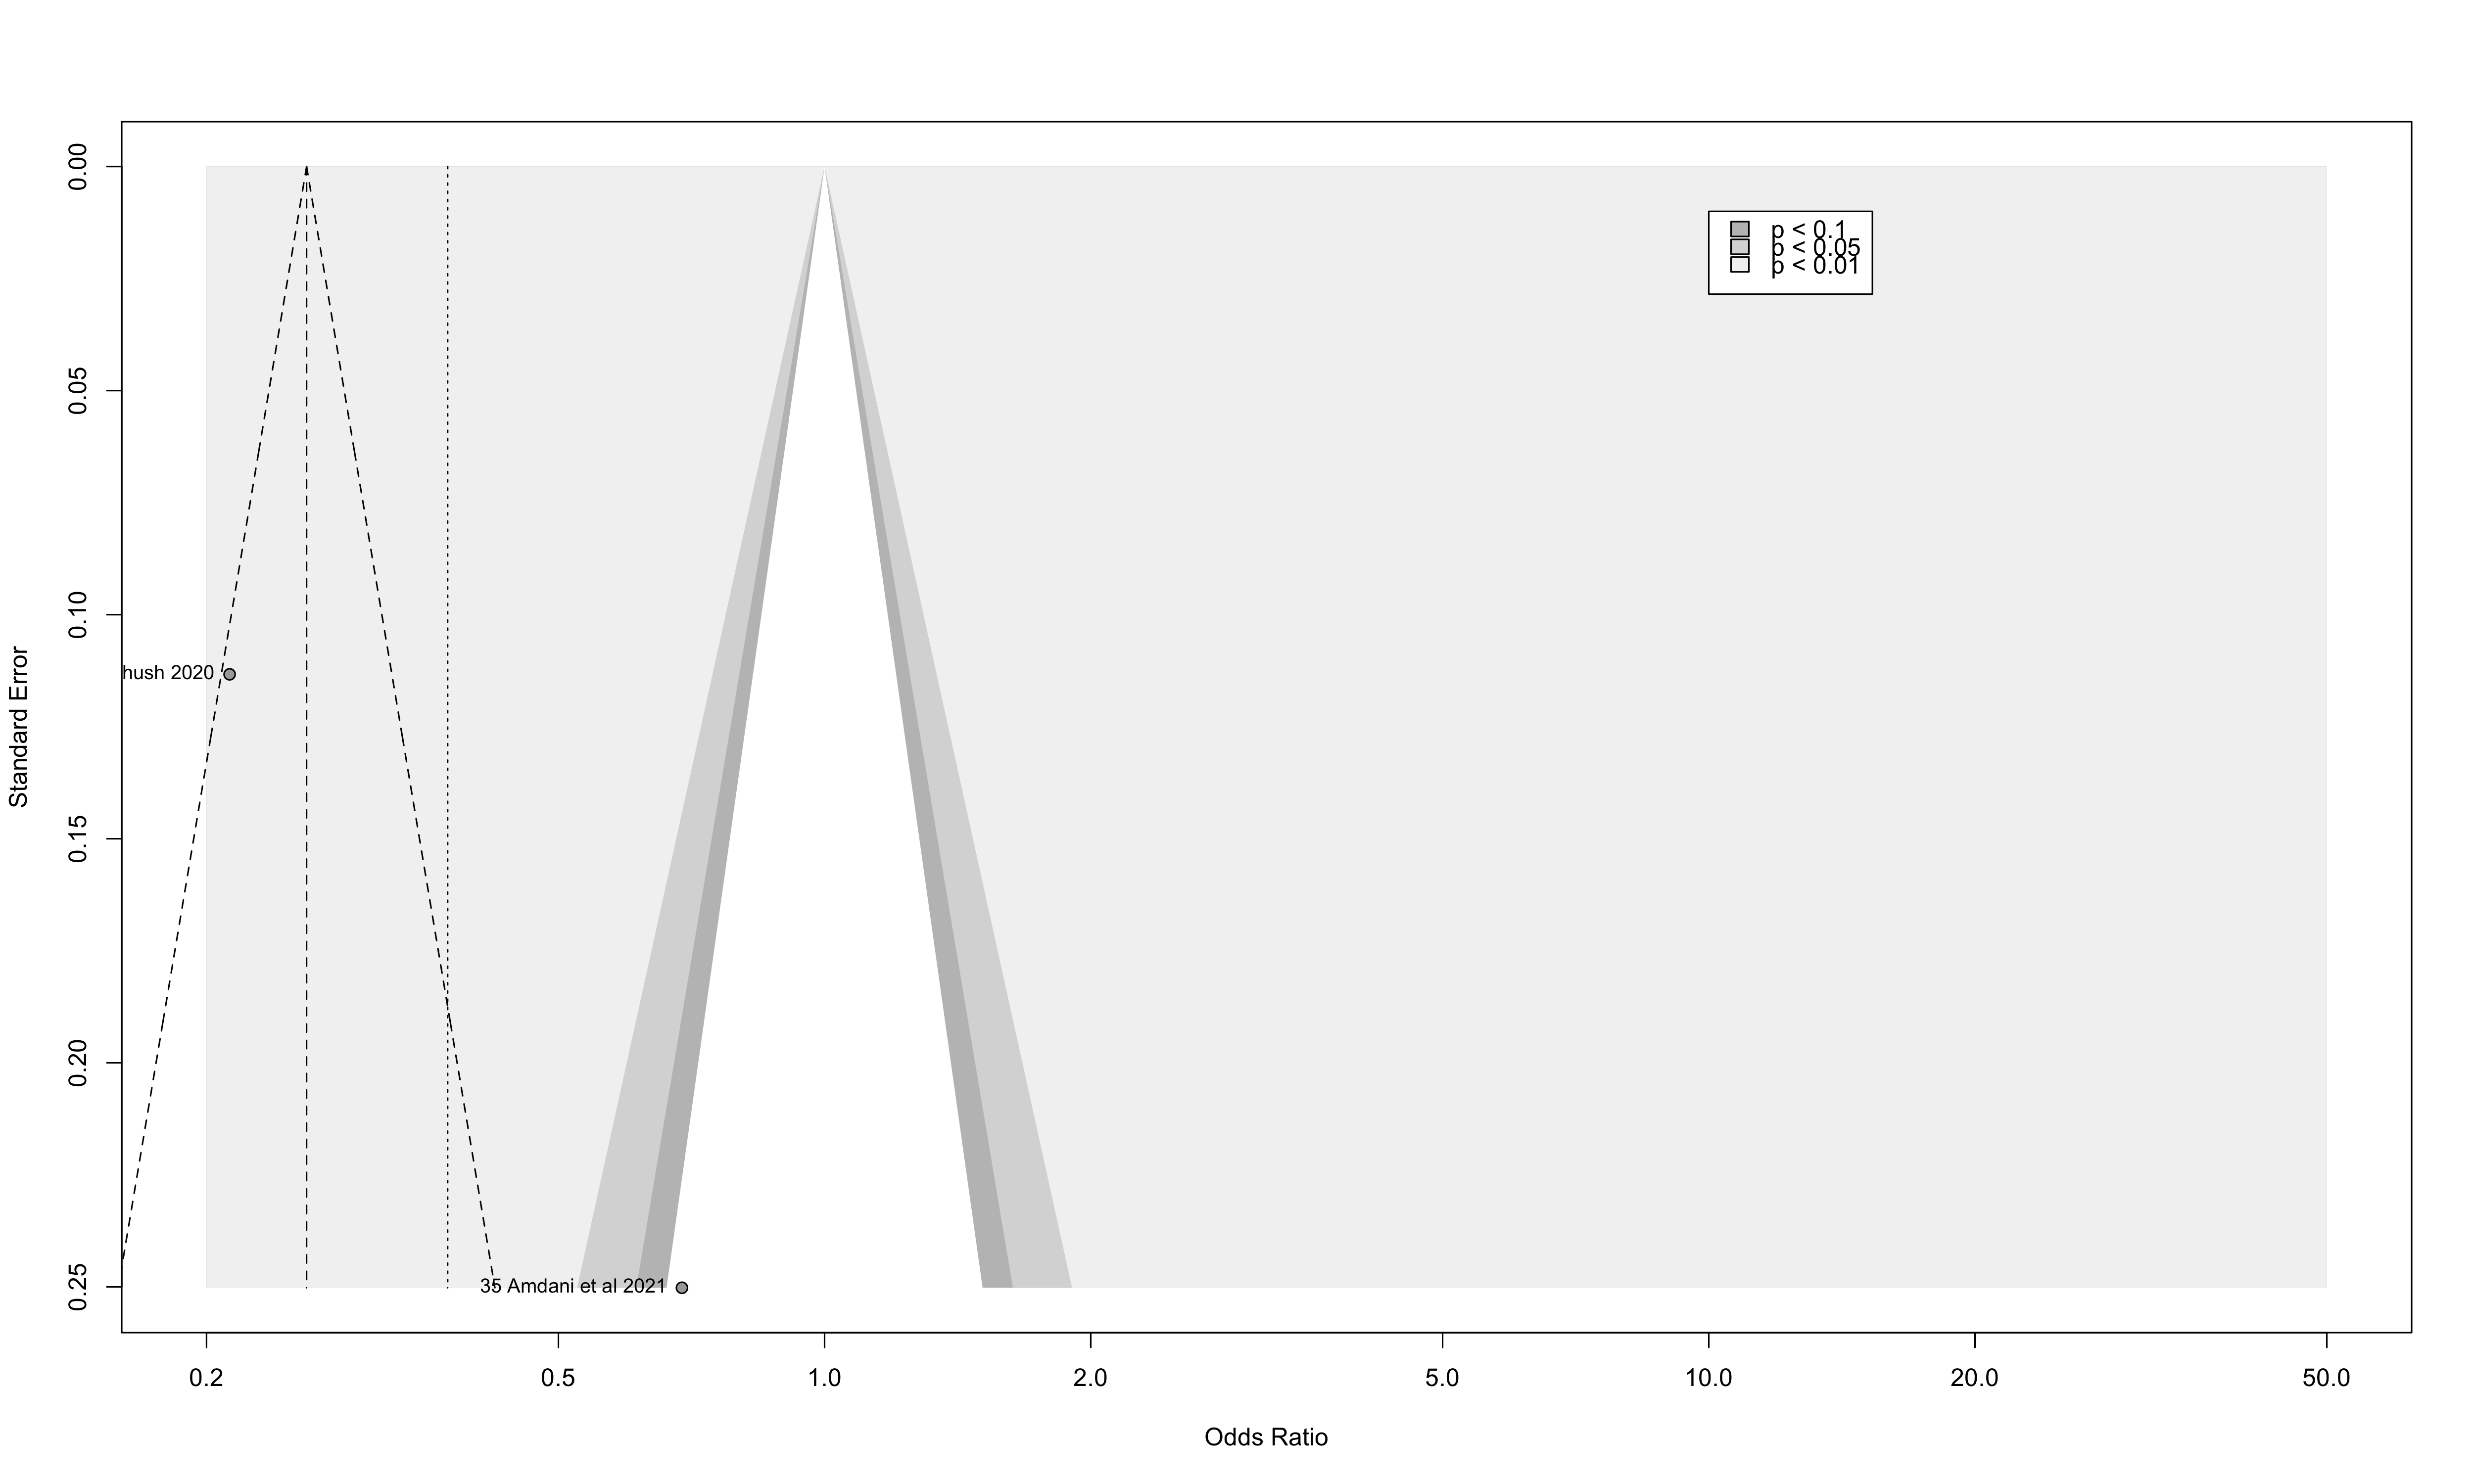 0.00
0.05
0.10
0.15
0.20
0.25
Standard Error
p < 0.1
p < 0.05
p < 0.01
hush 2020
35 Amdani et al 2021
0.2 0.5 1.0 2.0 5.0 10.0 20.0 50.0
Odds Ratio